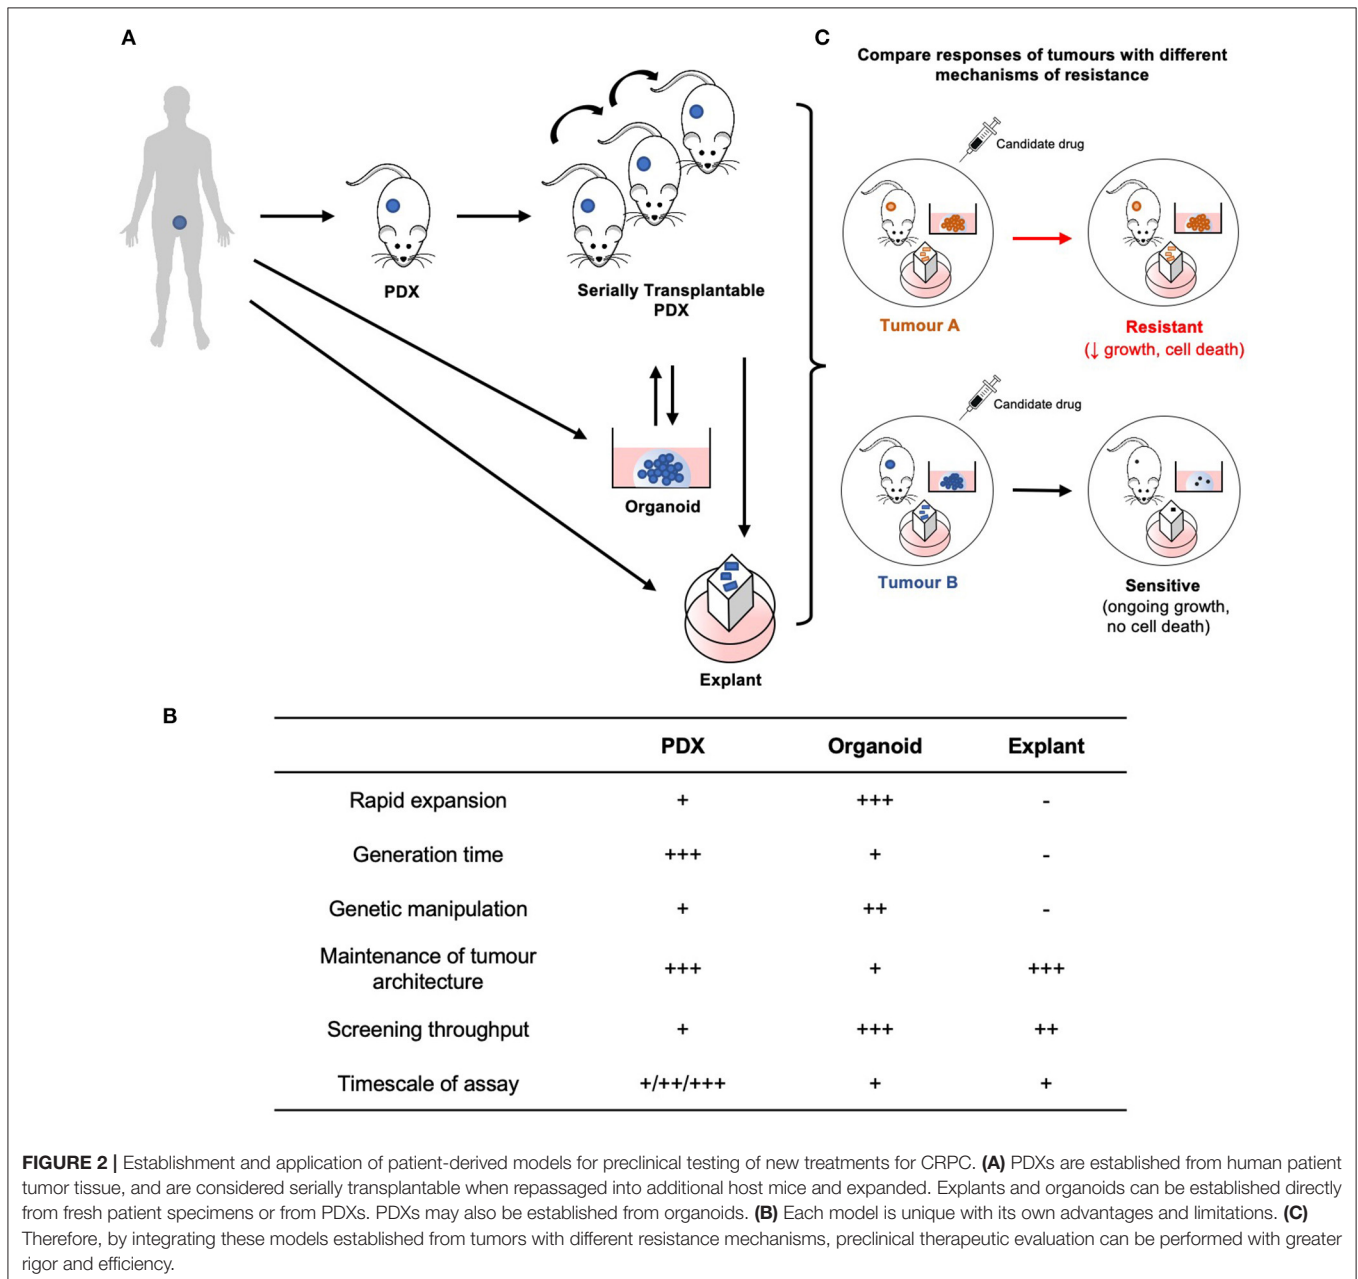 A
PDX
Serially Transplantable
PDX
Organoid
Explant
C
Compare responses of tumours with different
mechanisms of resistance
Candidate drug
Tumour A
Resistant
(↓ growth, cell death)
Candidate drug
Tumour B
Sensitive
(ongoing growth,
no cell death)
B
PDX Organoid Explant
Rapid expansion + +++ -
Generation time +++ + -
Genetic manipulation + ++ -
Maintenance of tumour
architecture +++ + +++
Screening throughput + +++ ++
Timescale of assay +/++/+++ + +
FIGURE 2 | Establishment and application of patient-derived models for preclinical testing of new treatments for CRPC. (A) PDXs are established from human patient
tumor tissue, and are considered serially transplantable when repassaged into additional host mice and expanded. Explants and organoids can be established directly
from fresh patient specimens or from PDXs. PDXs may also be established from organoids. (B) Each model is unique with its own advantages and limitations. (C)
Therefore, by integrating these models established from tumors with different resistance mechanisms, preclinical therapeutic evaluation can be performed with greater
rigor and efficiency.